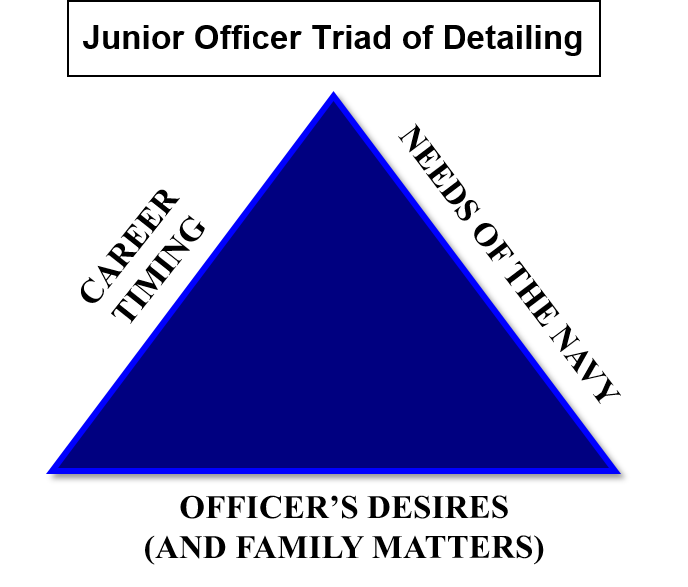 Junior Officer Triad of Detailing
CAREER
TIMING
NEEDS OF THE NAVY
OFFICER’S DESIRES
(AND FAMILY MATTERS)